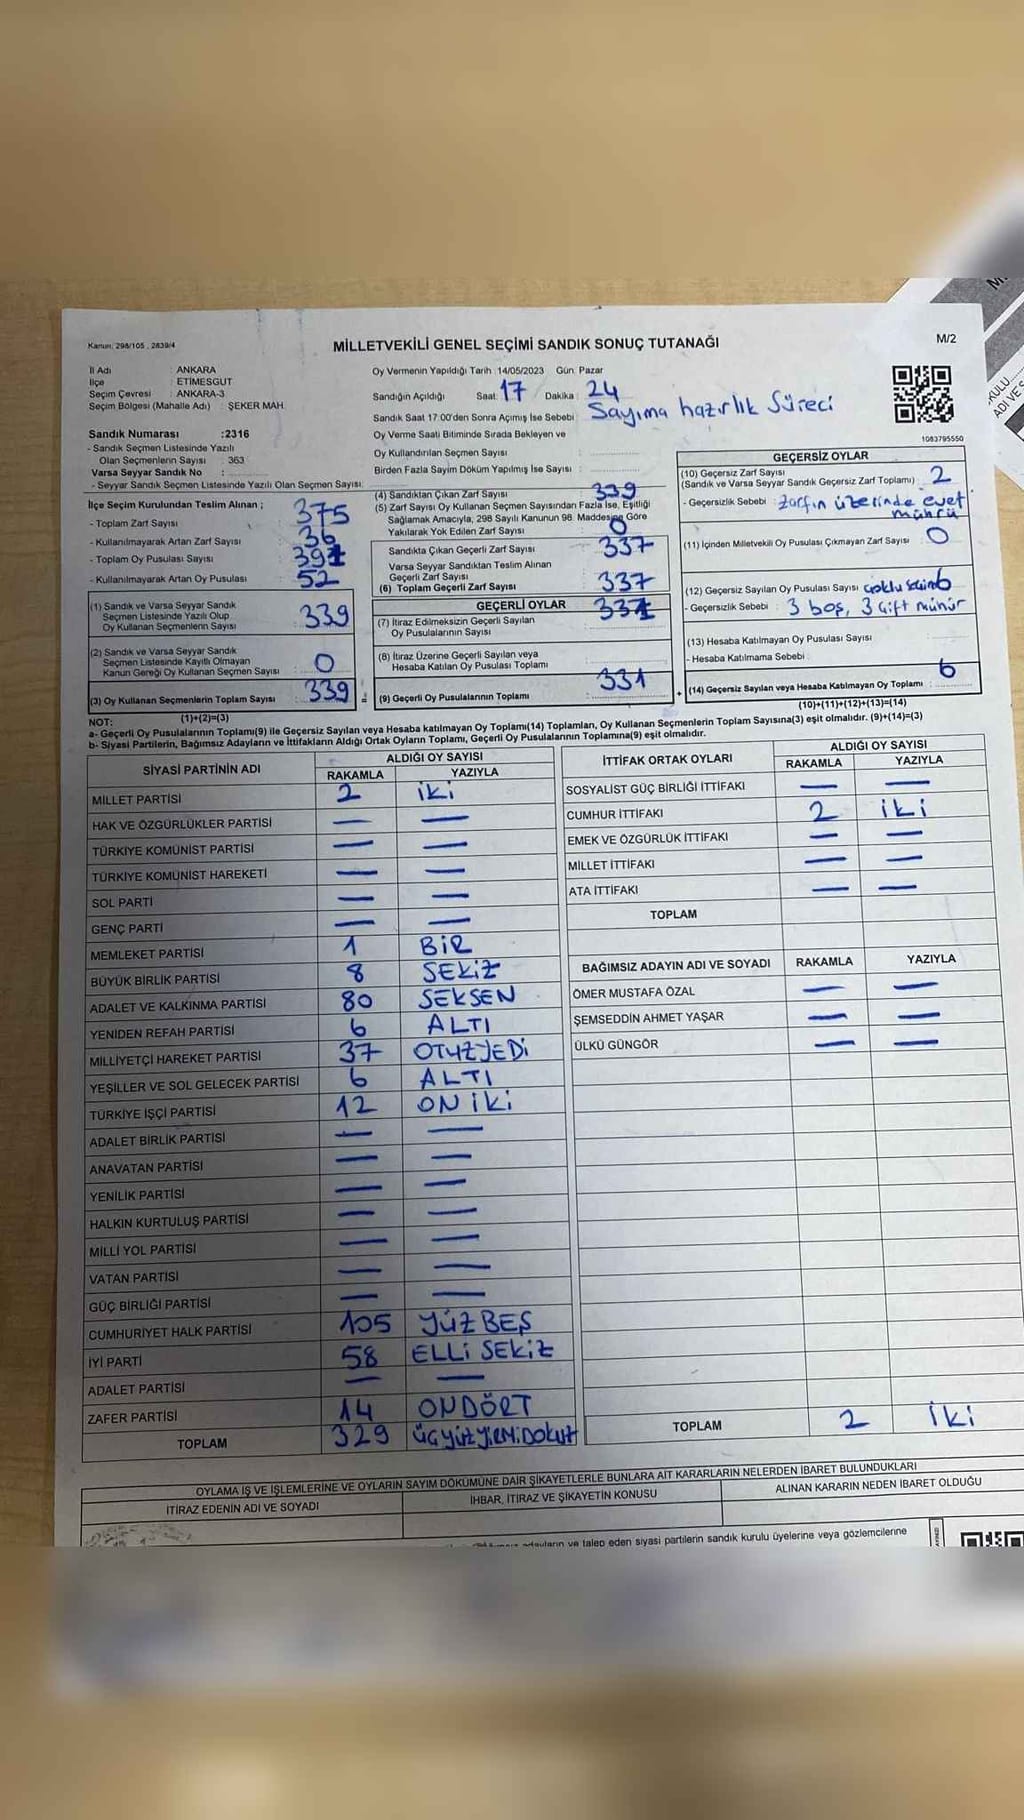 Kanun: 298/105 , 2839/4
MİLLETVEKİLİ GENEL SEÇİMİ SANDIK SONUÇ TUTANAĞI
M/2
İl Adı : ANKARA
İlçe : ETİMESGUT
Seçim Çevresi : ANKARA-3
Seçim Bölgesi (Mahalle Adı) : ŞEKER MAH.
Sandık Numarası :2316
- Sandık Seçmen Listesinde Yazılı
Olan Seçmenlerin Sayısı : 363
Varsa Seyyar Sandık No :
- Seyyar Sandık Seçmen Listesinde Yazılı Olan Seçmen Sayısı:
Oy Vermenin Yapıldığı Tarih :14/05/2023 Gün: Pazar
Sandığın Açıldığı Saat: 17 Dakika: 24
Sandık Saat 17:00'den Sonra Açımış İse Sebebi : Sayıma hazırlık Süreci
Oy Verme Saati Bitiminde Sırada Bekleyen ve
Oy Kullandırılan Seçmen Sayısı :
Birden Fazla Sayım Döküm Yapılmış İse Sayısı :
1083795550
İlçe Seçim Kurulundan Teslim Alınan ;
- Toplam Zarf Sayısı 375
- Kullanılmayarak Artan Zarf Sayısı 36
- Toplam Oy Pusulası Sayısı 391
- Kullanılmayarak Artan Oy Pusulası 52
(1) Sandık ve Varsa Seyyar Sandık
Seçmen Listesinde Yazılı Olup
Oy Kullanan Seçmenlerin Sayısı 339
(2) Sandık ve Varsa Seyyar Sandık
Seçmen Listesinde Kayıtlı Olmayan
Kanun Gereği Oy Kullanan Seçmen Sayısı 0
(3) Oy Kullanan Seçmenlerin Toplam Sayısı 339
(1)+(2)=(3)
(4) Sandıktan Çıkan Zarf Sayısı 339
(5) Zarf Sayısı Oy Kullanan Seçmen Sayısından Fazla İse, Eşitliği
Sağlamak Amacıyla, 298 Sayılı Kanunun 98. Maddesine Göre
Yakılarak Yok Edilen Zarf Sayısı 0
Sandıkta Çıkan Geçerli Zarf Sayısı 337
Varsa Seyyar Sandıktan Teslim Alınan
Geçerli Zarf Sayısı
(6) Toplam Geçerli Zarf Sayısı 337
GEÇERLİ OYLAR 331
(7) İtiraz Edilmeksizin Geçerli Sayılan
Oy Pusulalarının Sayısı
(8) İtiraz Üzerine Geçerli Sayılan veya
Hesaba Katılan Oy Pusulası Toplamı
= (9) Geçerli Oy Pusulalarının Toplamı 331 +
GEÇERSİZ OYLAR
(10) Geçersiz Zarf Sayısı
(Sandık ve Varsa Seyyar Sandık Geçersiz Zarf Toplamı) 2
- Geçersizlik Sebebi : zarfın üzerinde evet
mührü
(11) İçinden Milletvekili Oy Pusulası Çıkmayan Zarf Sayısı : 0
(12) Geçersiz Sayılan Oy Pusulası Sayısı 6
- Geçersizlik Sebebi : 3 boş, 3 çift mühür
(13) Hesaba Katılmayan Oy Pusulası Sayısı
- Hesaba Katılmama Sebebi :
(14) Geçersiz Sayılan veya Hesaba Katılmayan Oy Toplamı : 6
(10)+(11)+(12)+(13)=(14)
NOT:
a- Geçerli Oy Pusulalarının Toplamı(9) ile Geçersiz Sayılan veya Hesaba katılmayan Oy Toplamı(14) Toplamları, Oy Kullanan Seçmenlerin Toplam Sayısına(3) eşit olmalıdır. (9)+(14)=(3)
b- Siyasi Partilerin, Bağımsız Adayların ve İttifakların Aldığı Ortak Oyların Toplamı, Geçerli Oy Pusulalarının Toplamına(9) eşit olmalıdır.
SİYASİ PARTİNİN ADI ALDIĞI OY SAYISI
RAKAMLA YAZIYLA
MİLLET PARTİSİ 2 iki
HAK VE ÖZGÜRLÜKLER PARTİSİ — —
TÜRKİYE KOMÜNİST PARTİSİ — —
TÜRKİYE KOMÜNİST HAREKETİ — —
SOL PARTİ — —
GENÇ PARTİ — —
MEMLEKET PARTİSİ 1 BİR
BÜYÜK BİRLİK PARTİSİ 8 SEKİZ
ADALET VE KALKINMA PARTİSİ 80 SEKSEN
YENİDEN REFAH PARTİSİ 6 ALTI
MİLLİYETÇİ HAREKET PARTİSİ 37 OTUZYEDİ
YEŞİLLER VE SOL GELECEK PARTİSİ 6 ALTI
TÜRKİYE İŞÇİ PARTİSİ 12 ON İKİ
ADALET BİRLİK PARTİSİ — —
ANAVATAN PARTİSİ — —
YENİLİK PARTİSİ — —
HALKIN KURTULUŞ PARTİSİ — —
MİLLİ YOL PARTİSİ — —
VATAN PARTİSİ — —
GÜÇ BİRLİĞİ PARTİSİ — —
CUMHURİYET HALK PARTİSİ 105 YÜZ BEŞ
İYİ PARTİ 58 ELLİ SEKİZ
ADALET PARTİSİ — —
ZAFER PARTİSİ 14 ONDÖRT
TOPLAM 329 ÜÇYÜZYİRMİDOKUZ
İTTİFAK ORTAK OYLARI ALDIĞI OY SAYISI
RAKAMLA YAZIYLA
SOSYALİST GÜÇ BİRLİĞİ İTTİFAKI — —
CUMHUR İTTİFAKI 2 iki
EMEK VE ÖZGÜRLÜK İTTİFAKI — —
MİLLET İTTİFAKI — —
ATA İTTİFAKI — —
TOPLAM
BAĞIMSIZ ADAYIN ADI VE SOYADI RAKAMLA YAZIYLA
ÖMER MUSTAFA ÖZAL — —
ŞEMSEDDİN AHMET YAŞAR — —
ÜLKÜ GÜNGÖR — —
TOPLAM 2 iki
OYLAMA İŞ VE İŞLEMLERİNE VE OYLARIN SAYIM DÖKÜMÜNE DAİR ŞİKAYETLERLE BUNLARA AİT KARARLARIN NELERDEN İBARET BULUNDUKLARI
İTİRAZ EDENİN ADI VE SOYADI İHBAR, İTİRAZ VE ŞİKAYETİN KONUSU ALINAN KARARIN NEDEN İBARET OLDUĞU
adayların ve talep eden siyasi partilerin sandık kurulu üyelerine veya gözlemcilerine